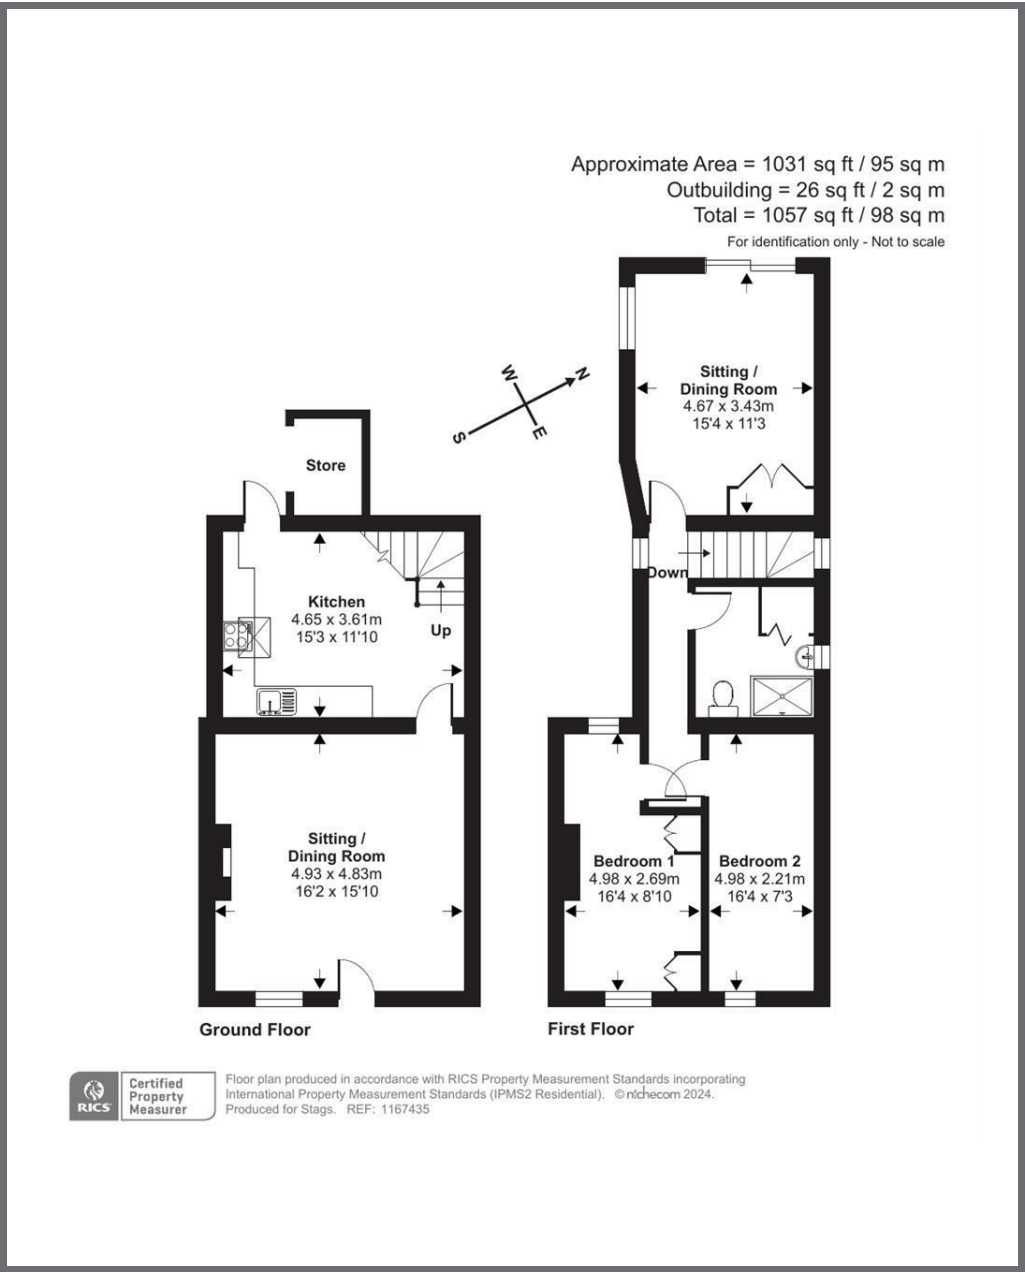 Approximate Area = 1031 sq ft / 95 sq m
Outbuilding = 26 sq ft / 2 sq m
Total = 1057 sq ft / 98 sq m
For identification only - Not to scale
Sitting /
Dining Room
4.67 x 3.43m
15'4 x 11'3
W
N
S
E
Store
Kitchen
4.65 x 3.61m
15'3 x 11'10
Up
Down
Sitting /
Dining Room
4.93 x 4.83m
16'2 x 15'10
Bedroom 1
4.98 x 2.69m
16'4 x 8'10
Bedroom 2
4.98 x 2.21m
16'4 x 7'3
Ground Floor
First Floor
RICS
Certified
Property
Measurer
Floor plan produced in accordance with RICS Property Measurement Standards incorporating
International Property Measurement Standards (IPMS2 Residential). © nichecom 2024.
Produced for Stags. REF: 1167435